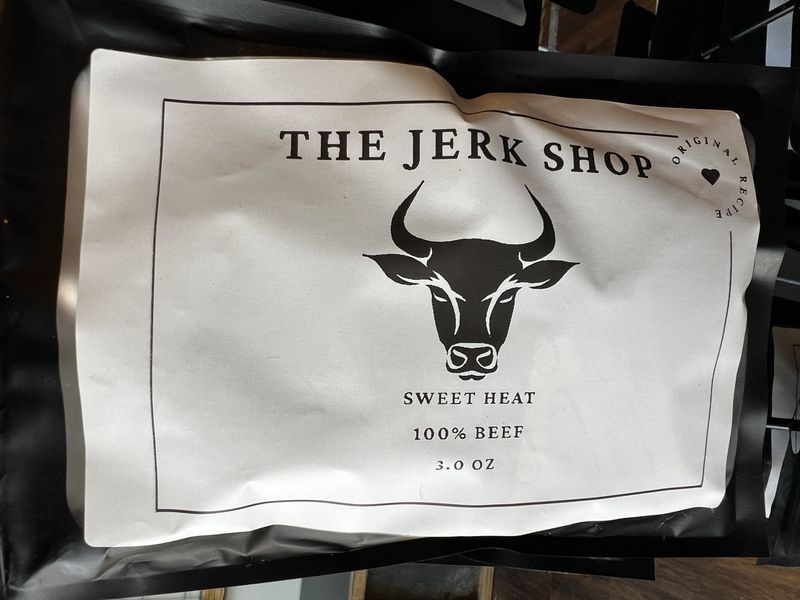 THE JERK SHOP
ORIGINAL RECIPE
SWEET HEAT
100% BEEF
3.0 OZ